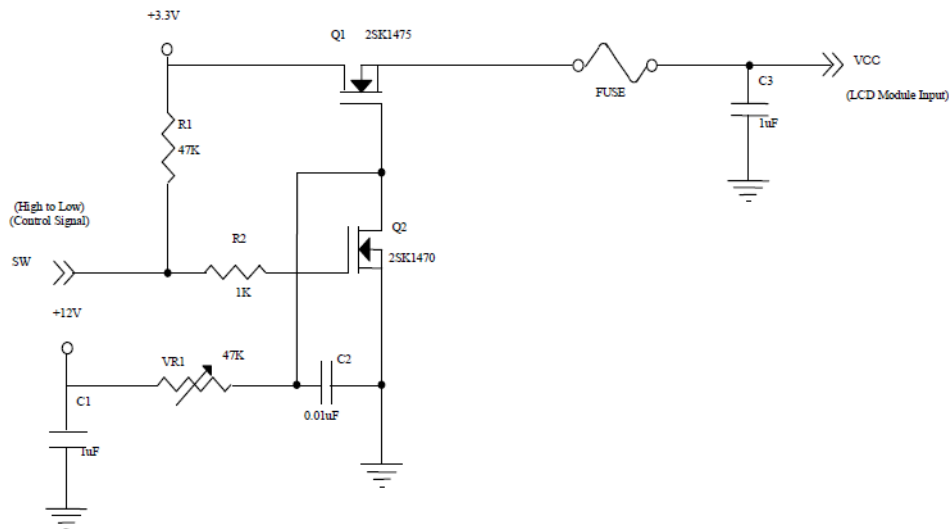 +3.3V
Q1 2SK1475
FUSE
VCC
(LCD Module Input)
C3
1uF
R1
47K
(High to Low)
(Control Signal)
SW
R2
1K
Q2
2SK1470
+12V
VR1
47K
C2
0.01uF
C1
1uF